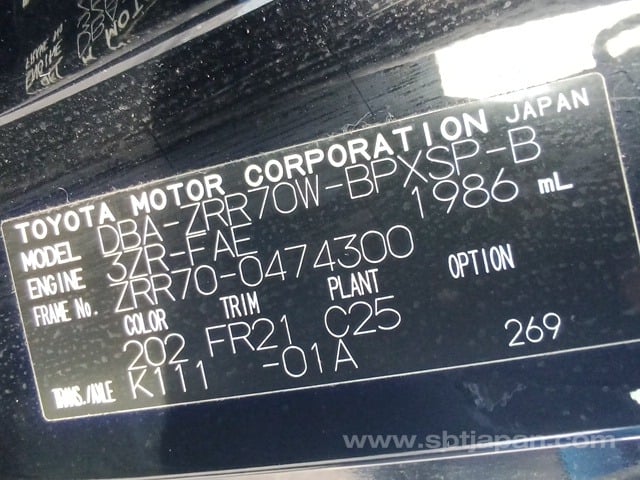 TOYOTA MOTOR CORPORATION JAPAN
MODEL DBA-ZRR70W-BPXSP-B
ENGINE 3ZR-FAE 1986 mL
FRAME No. ZRR70-0474300
COLOR TRIM PLANT OPTION
202 FR21 C25
TRANS./AXLE K111 -01A 269
www.sbtjapan.com